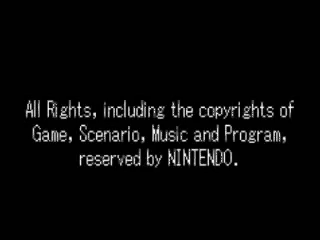 All Rights, including the copyrights of
Game, Scenario, Music and Program,
reserved by NINTENDO.